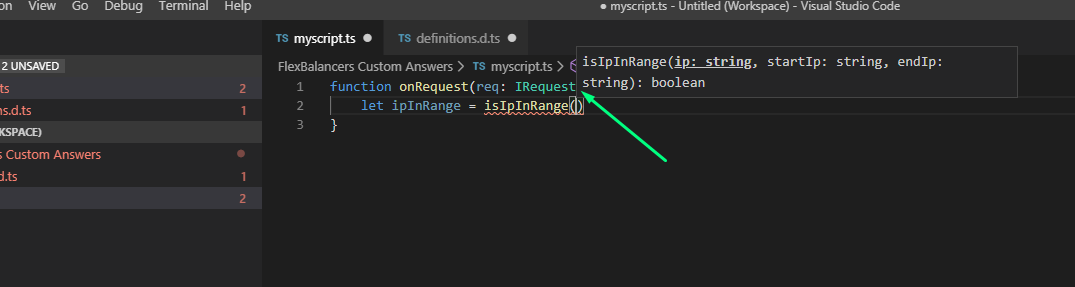 on View Go Debug Terminal Help ● myscript.ts - Untitled (Workspace) - Visual Studio Code
2 UNSAVED
TS myscript.ts ● TS definitions.d.ts ●
.ts 2
ns.d.ts 1
KSPACE)
s Custom Answers
d.ts 1
2
FlexBalancers Custom Answers > TS myscript.ts >
isIpInRange(ip: string, startIp: string, endIp:
string): boolean
1 function onRequest(req: IRequest
2 let ipInRange = isIpInRange()
3 }